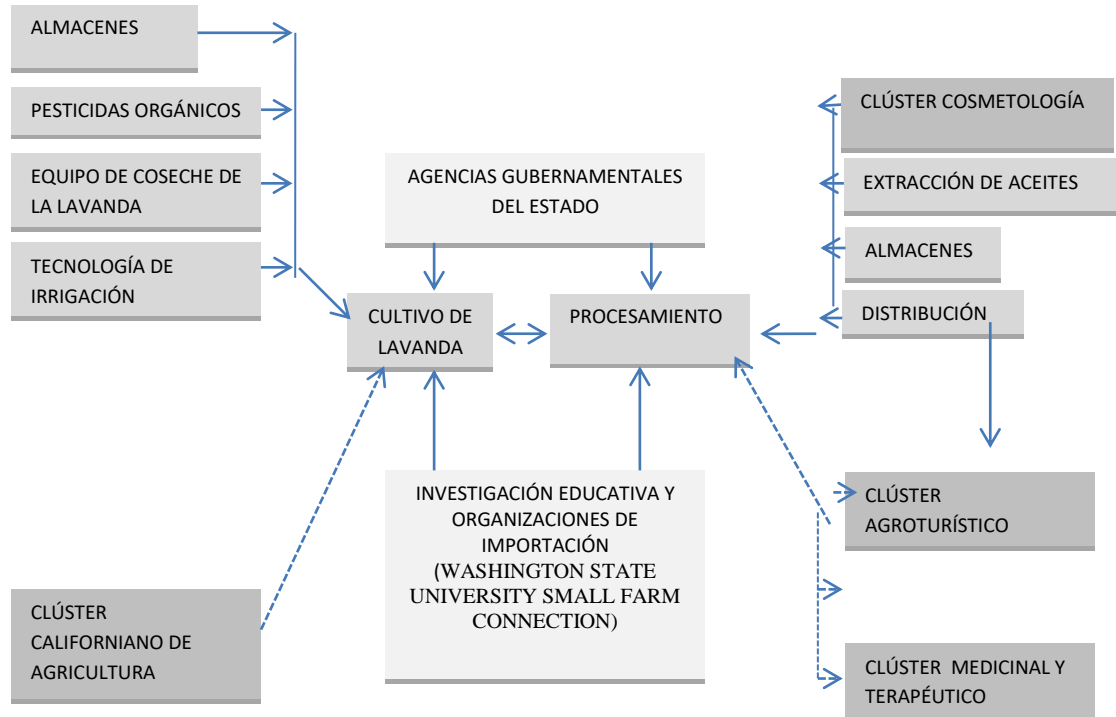 ALMACENES
PESTICIDAS ORGÁNICOS
EQUIPO DE COSECHE DE
LA LAVANDA
TECNOLOGÍA DE
IRRIGACIÓN
AGENCIAS GUBERNAMENTALES
DEL ESTADO
CULTIVO DE
LAVANDA
PROCESAMIENTO
CLÚSTER COSMETOLOGÍA
EXTRACCIÓN DE ACEITES
ALMACENES
DISTRIBUCIÓN
INVESTIGACIÓN EDUCATIVA Y
ORGANIZACIONES DE
IMPORTACIÓN
(WASHINGTON STATE
UNIVERSITY SMALL FARM
CONNECTION)
CLÚSTER
CALIFORNIANO DE
AGRICULTURA
CLÚSTER
AGROTURÍSTICO
CLÚSTER MEDICINAL Y
TERAPÉUTICO